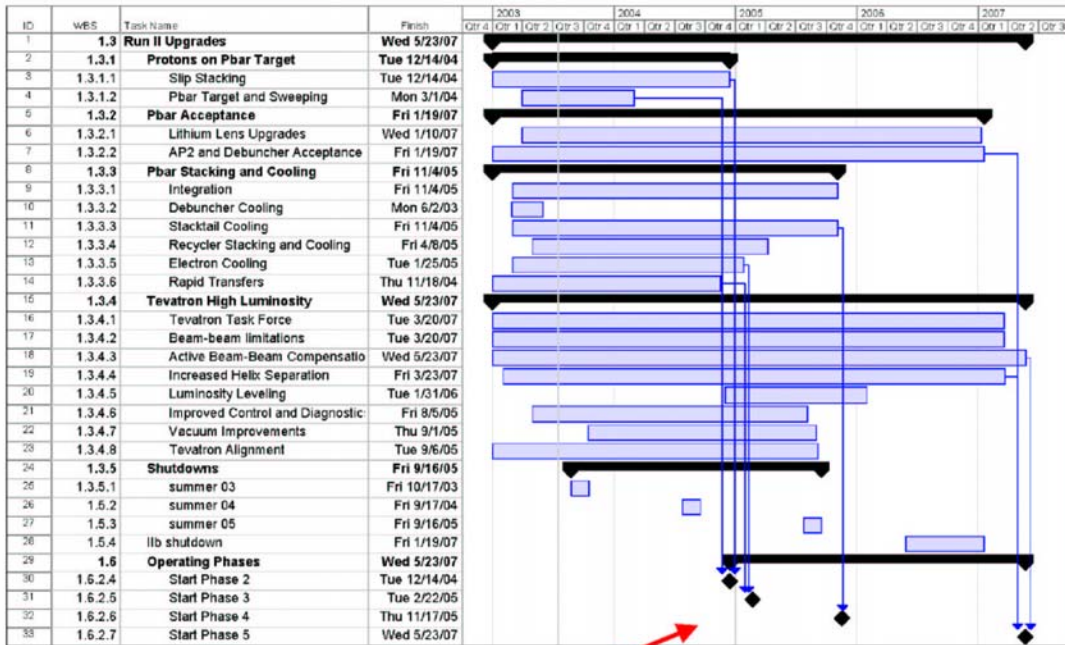 2003 2004 2005 2006 2007
ID WBS Task Name Finish Qtr 4 Qtr 1 Qtr 2 Qtr 3 Qtr 4 Qtr 1 Qtr 2 Qtr 3 Qtr 4 Qtr 1 Qtr 2 Qtr 3 Qtr 4 Qtr 1 Qtr 2 Qtr 3 Qtr 4 Qtr 1 Qtr 2 Qtr 3
1 1.3 Run II Upgrades Wed 5/23/07
2 1.3.1 Protons on Pbar Target Tue 12/14/04
3 1.3.1.1 Slip Stacking Tue 12/14/04
4 1.3.1.2 Pbar Target and Sweeping Mon 3/1/04
5 1.3.2 Pbar Acceptance Fri 1/19/07
6 1.3.2.1 Lithium Lens Upgrades Wed 1/10/07
7 1.3.2.2 AP2 and Debuncher Acceptance Fri 1/19/07
8 1.3.3 Pbar Stacking and Cooling Fri 11/4/05
9 1.3.3.1 Integration Fri 11/4/05
10 1.3.3.2 Debuncher Cooling Mon 6/2/03
11 1.3.3.3 Stacktail Cooling Fri 11/4/05
12 1.3.3.4 Recycler Stacking and Cooling Fri 4/8/05
13 1.3.3.5 Electron Cooling Tue 1/25/05
14 1.3.3.6 Rapid Transfers Thu 11/18/04
15 1.3.4 Tevatron High Luminosity Wed 5/23/07
16 1.3.4.1 Tevatron Task Force Tue 3/20/07
17 1.3.4.2 Beam-beam limitations Tue 3/20/07
18 1.3.4.3 Active Beam-Beam Compensatio Wed 5/23/07
19 1.3.4.4 Increased Helix Separation Fri 3/23/07
20 1.3.4.5 Luminosity Leveling Tue 1/31/06
21 1.3.4.6 Improved Control and Diagnostic: Fri 8/5/05
22 1.3.4.7 Vacuum Improvements Thu 9/1/05
23 1.3.4.8 Tevatron Alignment Tue 9/6/05
24 1.3.5 Shutdowns Fri 9/16/05
25 1.3.5.1 summer 03 Fri 10/17/03
26 1.5.2 summer 04 Fri 9/17/04
27 1.5.3 summer 05 Fri 9/16/05
28 1.5.4 IIb shutdown Fri 1/19/07
29 1.6 Operating Phases Wed 5/23/07
30 1.6.2.4 Start Phase 2 Tue 12/14/04
31 1.6.2.5 Start Phase 3 Tue 2/22/05
32 1.6.2.6 Start Phase 4 Thu 11/17/05
33 1.6.2.7 Start Phase 5 Wed 5/23/07